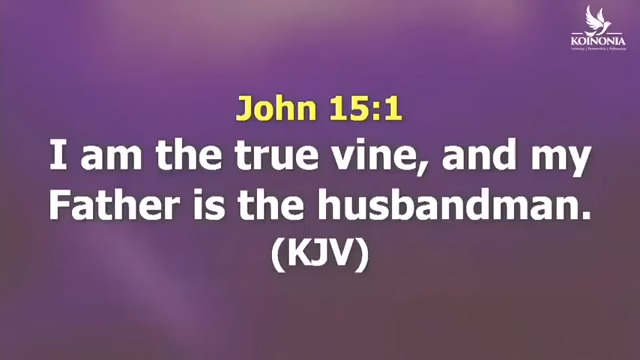 KOINONIA
John 15:1
I am the true vine, and my
Father is the husbandman.
(KJV)